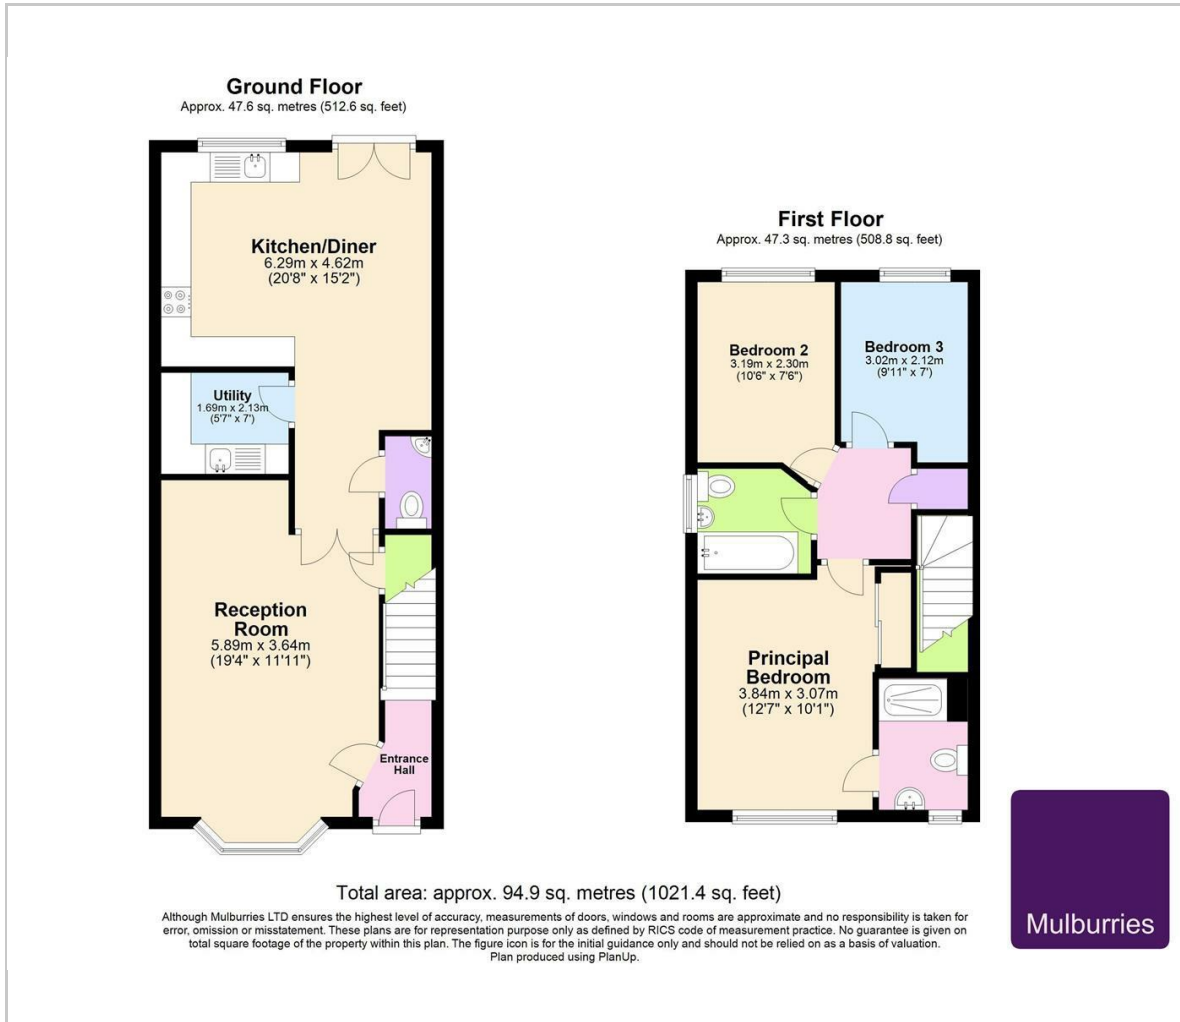 Ground Floor
Approx. 47.6 sq. metres (512.6 sq. feet)
Kitchen/Diner
6.29m x 4.62m
(20'8" x 15'2")
Utility
1.69m x 2.13m
(5'7" x 7')
Reception
Room
5.89m x 3.64m
(19'4" x 11'11")
Entrance
Hall
First Floor
Approx. 47.3 sq. metres (508.8 sq. feet)
Bedroom 2
3.19m x 2.30m
(10'6" x 7'6")
Bedroom 3
3.02m x 2.12m
(9'11" x 7')
Principal
Bedroom
3.84m x 3.07m
(12'7" x 10'1")
Total area: approx. 94.9 sq. metres (1021.4 sq. feet)
Although Mulburries LTD ensures the highest level of accuracy, measurements of doors, windows and rooms are approximate and no responsibility is taken for
error, omission or misstatement. These plans are for representation purpose only as defined by RICS code of measurement practice. No guarantee is given on
total square footage of the property within this plan. The figure icon is for the initial guidance only and should not be relied on as a basis of valuation.
Plan produced using PlanUp.
Mulburries